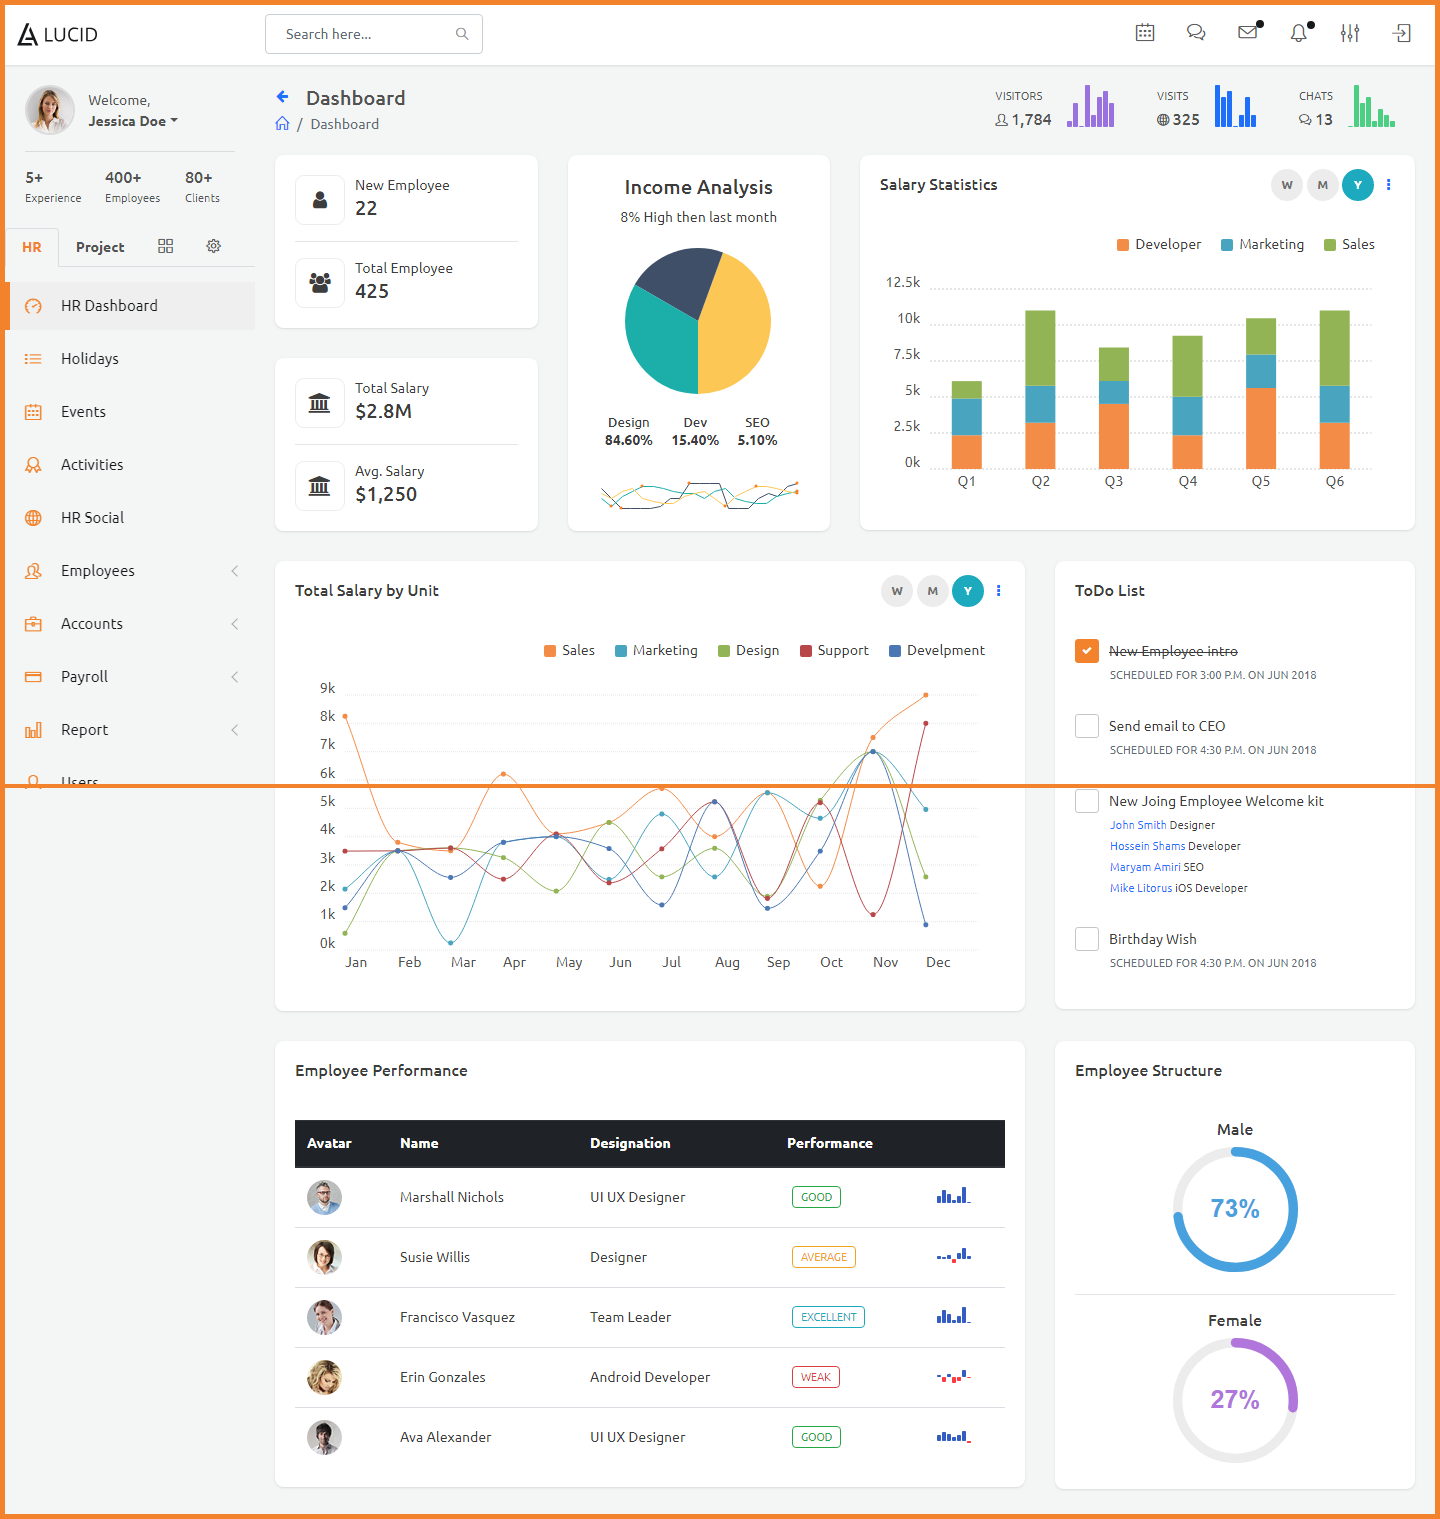 LUCID
Search here...
Welcome,
Jessica Doe
5+ 400+ 80+
Experience Employees Clients
HR Project
HR Dashboard
Holidays
Events
Activities
HR Social
Employees
Accounts
Payroll
Report
Users
Dashboard
/ Dashboard
VISITORS
1,784
VISITS
325
CHATS
13
New Employee
22
Total Employee
425
Total Salary
$2.8M
Avg. Salary
$1,250
Income Analysis
8% High then last month
Design Dev SEO
84.60% 15.40% 5.10%
Salary Statistics
W M Y
Developer Marketing Sales
12.5k
10k
7.5k
5k
2.5k
0k
Q1 Q2 Q3 Q4 Q5 Q6
Total Salary by Unit
W M Y
Sales Marketing Design Support Develpment
9k
8k
7k
6k
5k
4k
3k
2k
1k
0k
Jan Feb Mar Apr May Jun Jul Aug Sep Oct Nov Dec
ToDo List
New Employee intro
SCHEDULED FOR 3:00 P.M. ON JUN 2018
Send email to CEO
SCHEDULED FOR 4:30 P.M. ON JUN 2018
New Joing Employee Welcome kit
John Smith Designer
Hossein Shams Developer
Maryam Amiri SEO
Mike Litorus iOS Developer
Birthday Wish
SCHEDULED FOR 4:30 P.M. ON JUN 2018
Employee Performance
Avatar Name Designation Performance
Marshall Nichols UI UX Designer GOOD
Susie Willis Designer AVERAGE
Francisco Vasquez Team Leader EXCELLENT
Erin Gonzales Android Developer WEAK
Ava Alexander UI UX Designer GOOD
Employee Structure
Male
73%
Female
27%